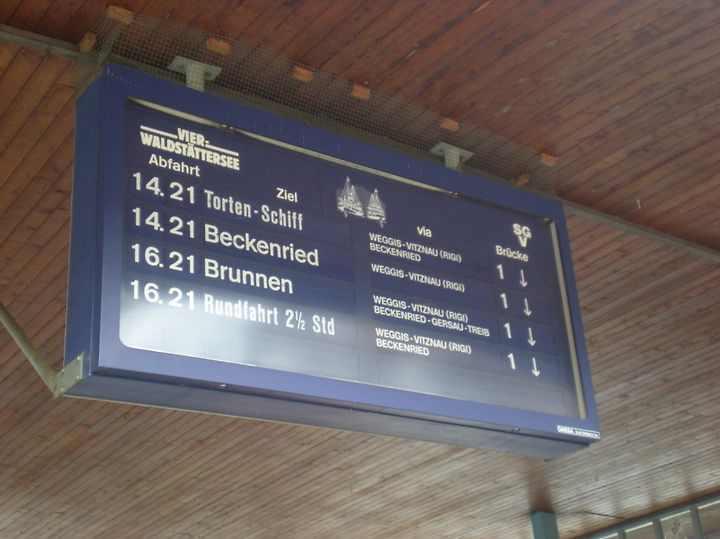 VIER-
WALDSTÄTTERSEE
Abfahrt Ziel via SGV Brücke
14.21 Torten-Schiff WEGGIS-VITZNAU (RIGI)
BECKENRIED 1 ↓
14.21 Beckenried WEGGIS-VITZNAU (RIGI) 1 ↓
16.21 Brunnen WEGGIS-VITZNAU (RIGI)
BECKENRIED-GERSAU-TREIB 1 ↓
16.21 Rundfahrt 2½ Std WEGGIS-VITZNAU (RIGI)
BECKENRIED 1 ↓